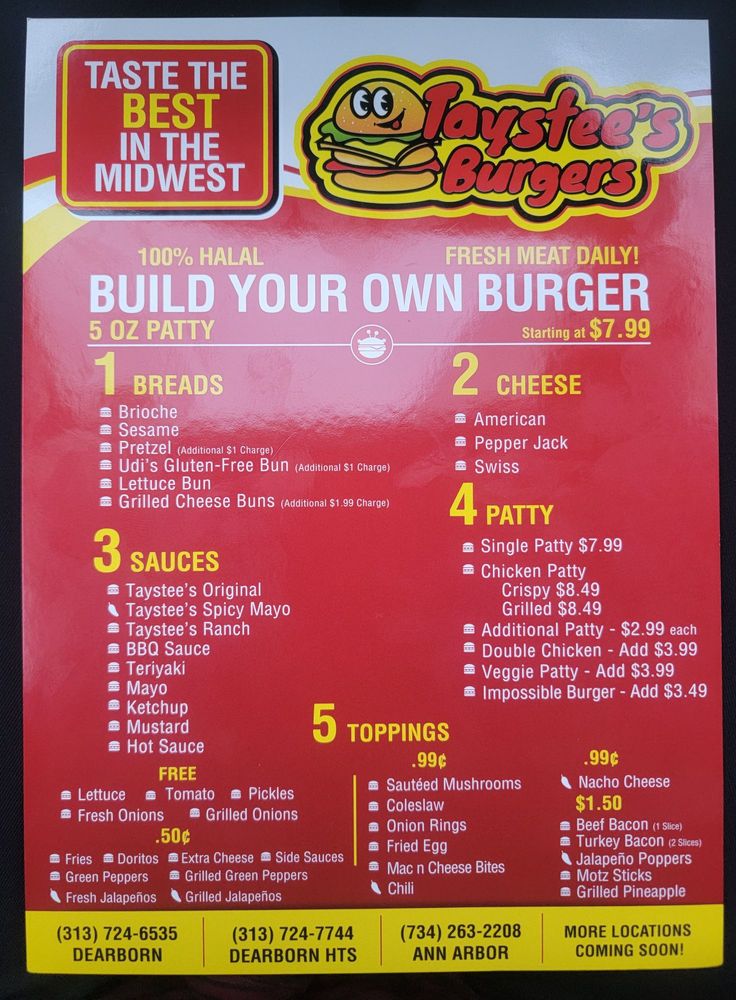 TASTE THE
BEST
IN THE
MIDWEST
Taystee's
Burgers
100% HALAL
FRESH MEAT DAILY!
BUILD YOUR OWN BURGER
5 OZ PATTY
Starting at $7.99
1 BREADS
Brioche
Sesame
Pretzel (Additional $1 Charge)
Udi's Gluten-Free Bun (Additional $1 Charge)
Lettuce Bun
Grilled Cheese Buns (Additional $1.99 Charge)
2 CHEESE
American
Pepper Jack
Swiss
3 SAUCES
Taystee's Original
Taystee's Spicy Mayo
Taystee's Ranch
BBQ Sauce
Teriyaki
Mayo
Ketchup
Mustard
Hot Sauce
4 PATTY
Single Patty $7.99
Chicken Patty
Crispy $8.49
Grilled $8.49
Additional Patty - $2.99 each
Double Chicken - Add $3.99
Veggie Patty - Add $3.99
Impossible Burger - Add $3.49
5 TOPPINGS
FREE
Lettuce Tomato Pickles
Fresh Onions Grilled Onions
.50¢
Fries Doritos Extra Cheese Side Sauces
Green Peppers Grilled Green Peppers
Fresh Jalapeños Grilled Jalapeños
.99¢
Sautéed Mushrooms
Coleslaw
Onion Rings
Fried Egg
Mac n Cheese Bites
Chili
.99¢
Nacho Cheese
$1.50
Beef Bacon (1 Slice)
Turkey Bacon (2 Slices)
Jalapeño Poppers
Motz Sticks
Grilled Pineapple
(313) 724-6535
DEARBORN
(313) 724-7744
DEARBORN HTS
(734) 263-2208
ANN ARBOR
MORE LOCATIONS
COMING SOON!